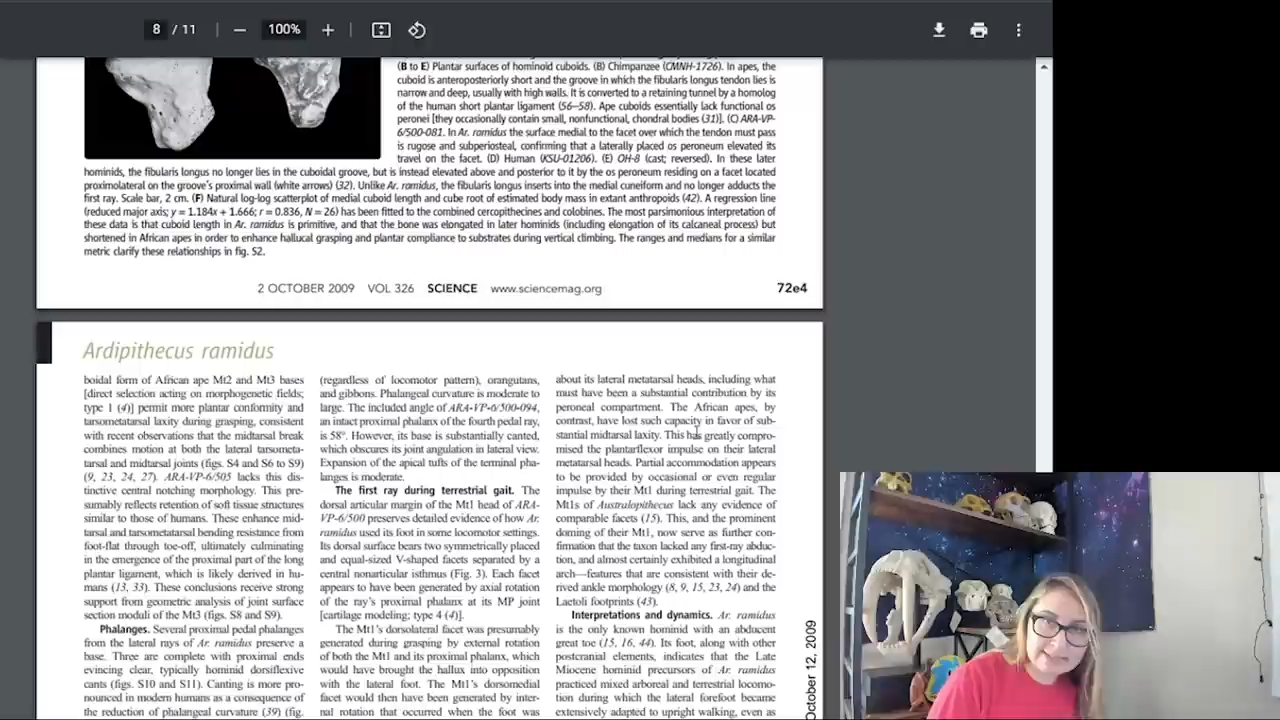 8 / 11
100%
(B to E) Plantar surfaces of hominoid cuboids. (B) Chimpanzee (CMNH-1726). In apes, the
cuboid is anteroposteriorly short and the groove in which the fibularis longus tendon lies is
narrow and deep, usually with high walls. It is converted to a retaining tunnel by a homolog
of the human short plantar ligament (56–58). Ape cuboids essentially lack functional os
peronei [they occasionally contain small, nonfunctional, chondral bodies (31)]. (C) ARA-VP-
6/500-081. In Ar. ramidus the surface medial to the facet over which the tendon must pass
is rugose and subperiosteal, confirming that a laterally placed os peroneum elevated its
travel on the facet. (D) Human (KSU-01206). (E) OH-8 (cast; reversed). In these later
hominids, the fibularis longus no longer lies in the cuboidal groove, but is instead elevated above and posterior to it by the os peroneum residing on a facet located
proximolateral on the groove's proximal wall (white arrows) (32). Unlike Ar. ramidus, the fibularis longus inserts into the medial cuneiform and no longer adducts the
first ray. Scale bar, 2 cm. (F) Natural log-log scatterplot of medial cuboid length and cube root of estimated body mass in extant anthropoids (42). A regression line
(reduced major axis; y = 1.184x + 1.666; r = 0.836, N = 26) has been fitted to the combined cercopithecines and colobines. The most parsimonious interpretation of
these data is that cuboid length in Ar. ramidus is primitive, and that the bone was elongated in later hominids (including elongation of its calcaneal process) but
shortened in African apes in order to enhance hallucal grasping and plantar compliance to substrates during vertical climbing. The ranges and medians for a similar
metric clarify these relationships in fig. S2.
2 OCTOBER 2009 VOL 326 SCIENCE www.sciencemag.org 72e4
Ardipithecus ramidus
boidal form of African ape Mt2 and Mt3 bases
[direct selection acting on morphogenetic fields;
type 1 (4)] permit more plantar conformity and
tarsometatarsal laxity during grasping, consistent
with recent observations that the midtarsal break
combines motion at both the lateral tarsometa-
tarsal and midtarsal joints (figs. S4 and S6 to S9)
(9, 23, 24, 27). ARA-VP-6/505 lacks this dis-
tinctive central notching morphology. This pre-
sumably reflects retention of soft tissue structures
similar to those of humans. These enhance mid-
tarsal and tarsometatarsal bending resistance from
foot-flat through toe-off, ultimately culminating
in the emergence of the proximal part of the long
plantar ligament, which is likely derived in hu-
mans (13, 33). These conclusions receive strong
support from geometric analysis of joint surface
section moduli of the Mt3 (figs. S8 and S9).
Phalanges. Several proximal pedal phalanges
from the lateral rays of Ar. ramidus preserve a
base. Three are complete with proximal ends
evincing clear, typically hominid dorsiflexive
cants (figs. S10 and S11). Canting is more pro-
nounced in modern humans as a consequence of
the reduction of phalangeal curvature (39) (fig.
(regardless of locomotor pattern), orangutans,
and gibbons. Phalangeal curvature is moderate to
large. The included angle of ARA-VP-6/500-094,
an intact proximal phalanx of the fourth pedal ray,
is 58°. However, its base is substantially canted,
which obscures its joint angulation in lateral view.
Expansion of the apical tufts of the terminal pha-
langes is moderate.
The first ray during terrestrial gait. The
dorsal articular margin of the Mt1 head of ARA-
VP-6/500 preserves detailed evidence of how Ar.
ramidus used its foot in some locomotor settings.
Its dorsal surface bears two symmetrically placed
and equal-sized V-shaped facets separated by a
central nonarticular isthmus (Fig. 3). Each facet
appears to have been generated by axial rotation
of the ray's proximal phalanx at its MP joint
[cartilage modeling; type 4 (4)].
The Mt1's dorsolateral facet was presumably
generated during grasping by external rotation
of both the Mt1 and its proximal phalanx, which
would have brought the hallux into opposition
with the lateral foot. The Mt1's dorsomedial
facet would then have been generated by inter-
nal rotation that occurred when the foot was
about its lateral metatarsal heads, including what
must have been a substantial contribution by its
peroneal compartment. The African apes, by
contrast, have lost such capacity in favor of sub-
stantial midtarsal laxity. This has greatly compro-
mised the plantarflexor impulse on their lateral
metatarsal heads. Partial accommodation appears
to be provided by occasional or even regular
impulse by their Mt1 during terrestrial gait. The
Mt1s of Australopithecus lack any evidence of
comparable facets (15). This, and the prominent
doming of their Mt1, now serve as further con-
firmation that the taxon lacked any first-ray abduc-
tion, and almost certainly exhibited a longitudinal
arch—features that are consistent with their de-
rived ankle morphology (8, 9, 15, 23, 24) and the
Laetoli footprints (43).
Interpretations and dynamics. Ar. ramidus
is the only known hominid with an abducent
great toe (15, 16, 44). Its foot, along with other
postcranial elements, indicates that the Late
Miocene hominid precursors of Ar. ramidus
practiced mixed arboreal and terrestrial locomo-
tion during which the lateral forefoot became
extensively adapted to upright walking, even as
October 12, 2009